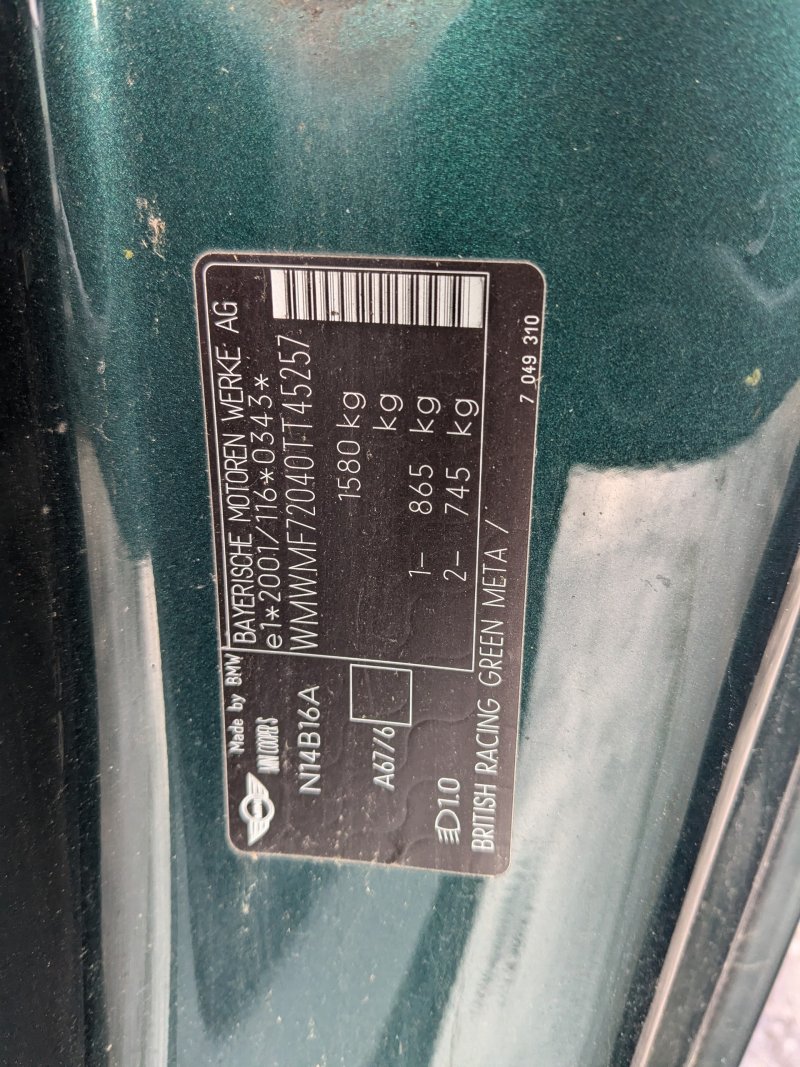 Made by BMW
MINI COOPER S
N14B16A
A67/6
1.0
BAYERISCHE MOTOREN WERKE AG
e1*2001/116*0343*
WMWMF72040TT45257
1580 kg
kg
1– 865 kg
2– 745 kg
BRITISH RACING GREEN META /
7 049 310